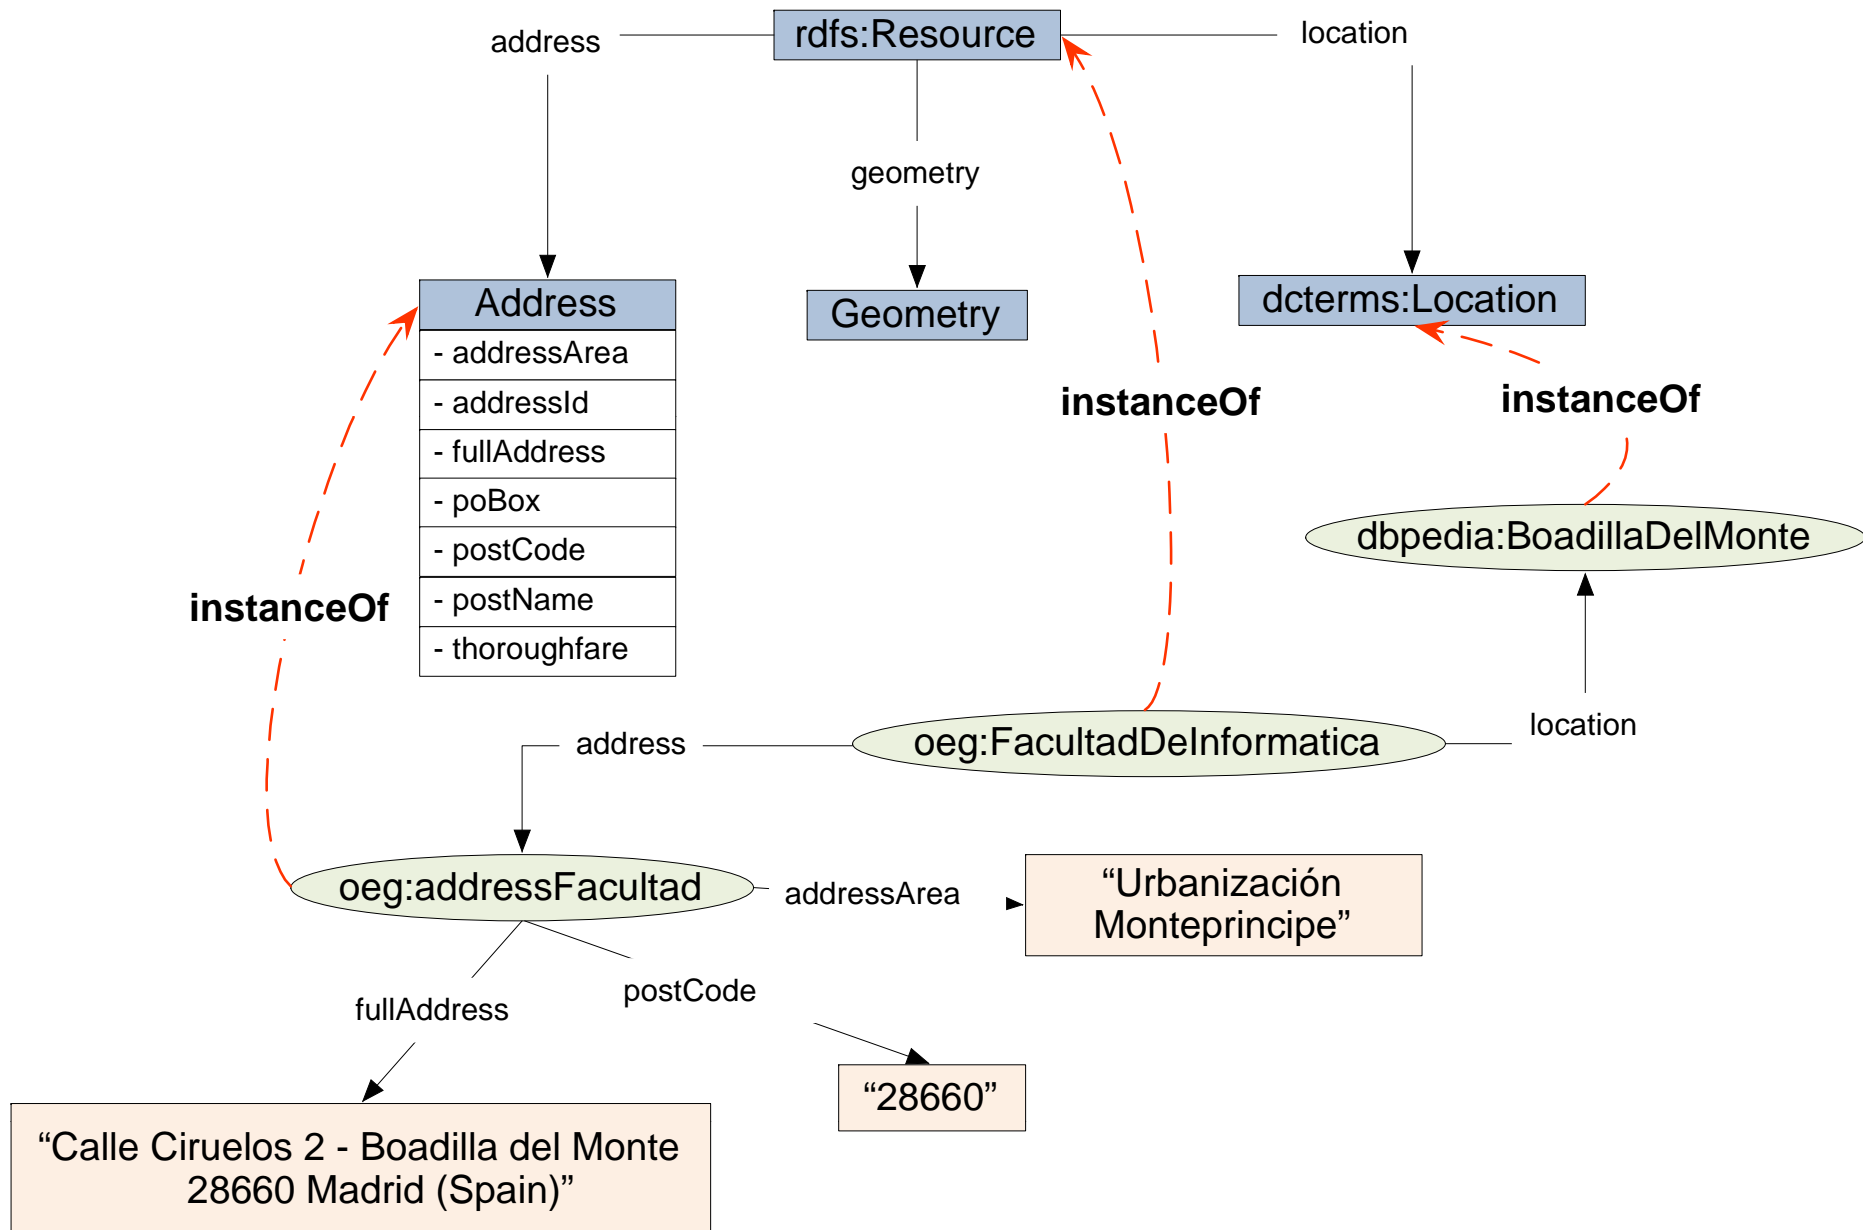 rdfs:Resource
address
location
geometry
Address
- addressArea
- addressId
- fullAddress
- poBox
- postCode
- postName
- thoroughfare
Geometry
dcterms:Location
instanceOf
instanceOf
instanceOf
dbpedia:BoadillaDelMonte
oeg:FacultadDeInformatica
location
address
oeg:addressFacultad
addressArea
“Urbanización
Monteprincipe”
postCode
fullAddress
“28660”
“Calle Ciruelos 2 - Boadilla del Monte
28660 Madrid (Spain)”